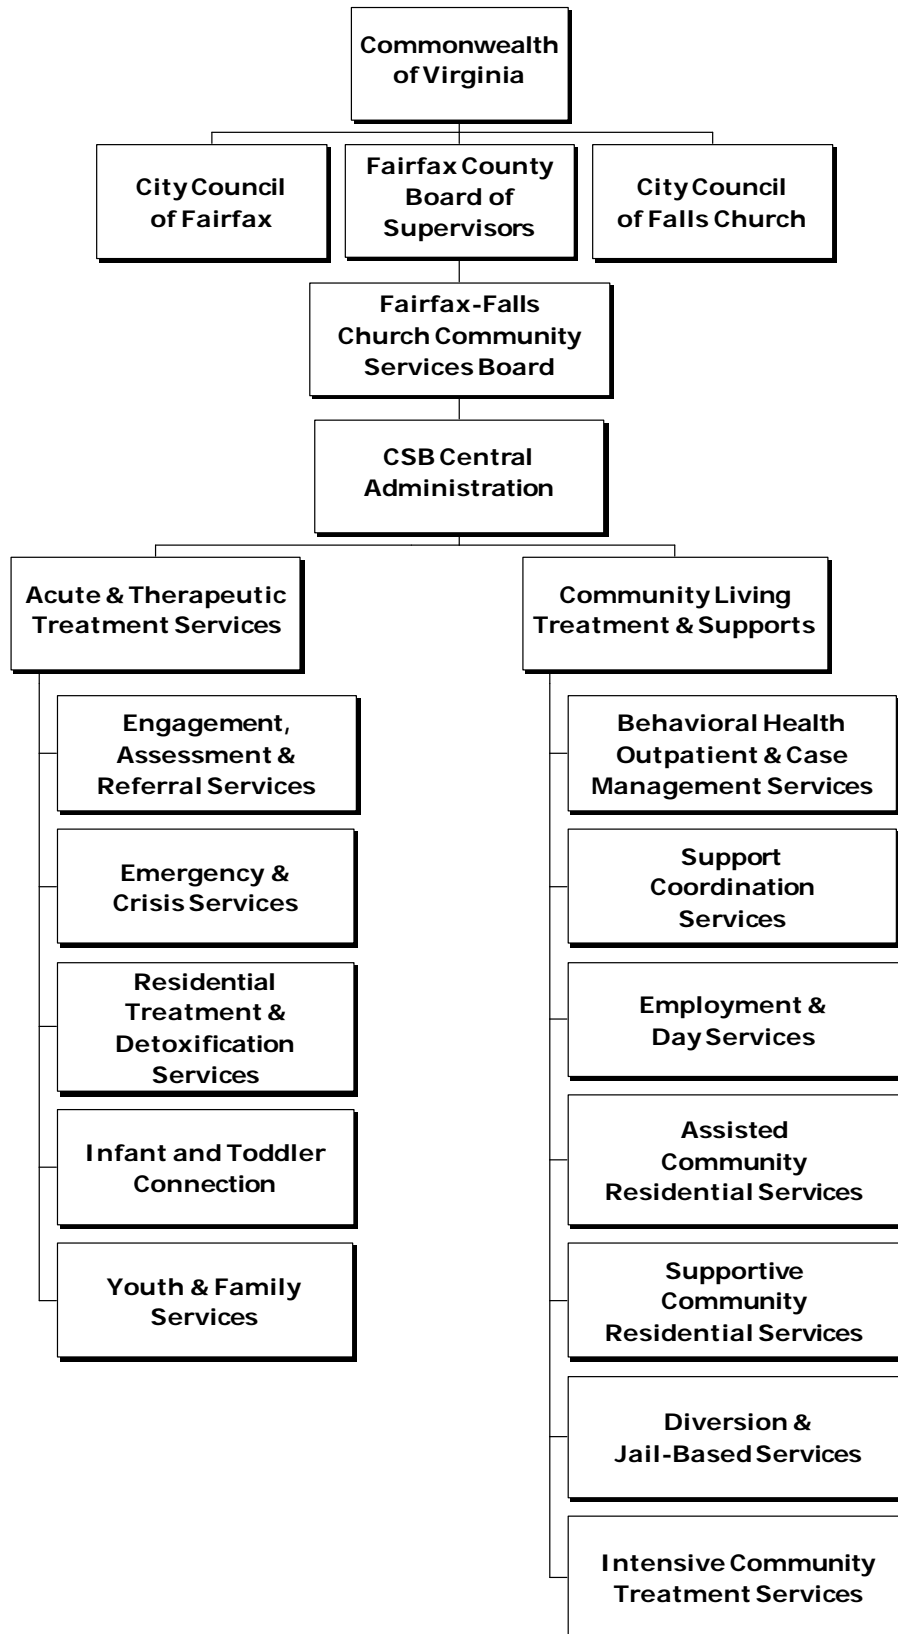 Commonwealth
of Virginia
City Council
of Fairfax
Fairfax County
Board of
Supervisors
City Council
of Falls Church
Fairfax-Falls
Church Community
Services Board
CSB Central
Administration
Acute & Therapeutic
Treatment Services
Engagement,
Assessment &
Referral Services
Emergency &
Crisis Services
Residential
Treatment &
Detoxification
Services
Infant and Toddler
Connection
Youth & Family
Services
Community Living
Treatment & Supports
Behavioral Health
Outpatient & Case
Management Services
Support
Coordination
Services
Employment &
Day Services
Assisted
Community
Residential Services
Supportive
Community
Residential Services
Diversion &
Jail-Based Services
Intensive Community
Treatment Services